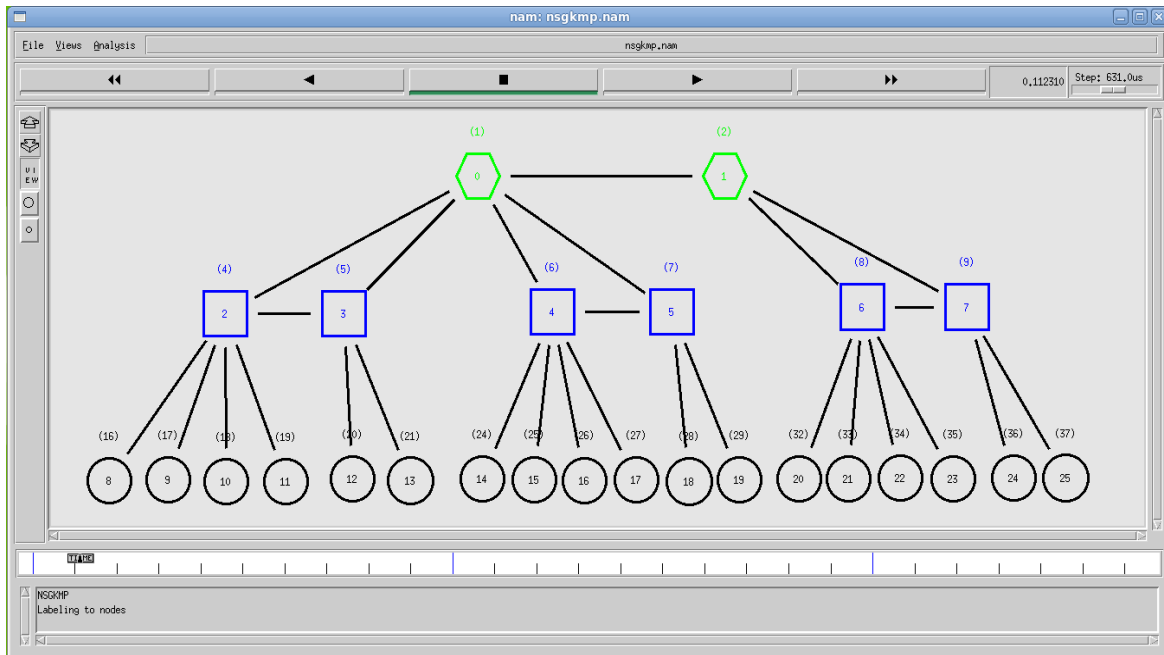 nam: nsgkmp.nam
File Views Analysis nsgkmp.nam
0.112310 Step: 631.0us
VIEW
(1) (2)
0 1
(4) (5) (6) (7) (8) (9)
2 3 4 5 6 7
(16) (17) (18) (19) (20) (21) (24) (25) (26) (27) (28) (29) (32) (33) (34) (35) (36) (37)
8 9 10 11 12 13 14 15 16 17 18 19 20 21 22 23 24 25
TIME
NSGKMP
Labeling to nodes